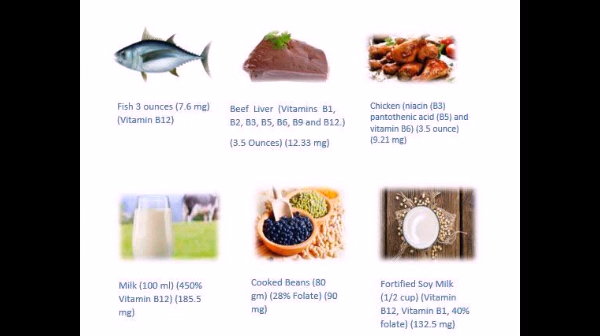 Fish 3 ounces (7.6 mg)
(Vitamin B12)
Beef Liver (Vitamins B1,
B2, B3, B5, B6, B9 and B12.)
(3.5 Ounces) (12.33 mg)
Chicken (niacin (B3)
pantothenic acid (B5) and
vitamin B6) (3.5 ounce)
(9.21 mg)
Milk (100 ml) (450%
Vitamin B12) (185.5
mg)
Cooked Beans (80
gm) (28% Folate) (90
mg)
Fortified Soy Milk
(1/2 cup) (Vitamin
B12, Vitamin B1, 40%
folate) (132.5 mg)